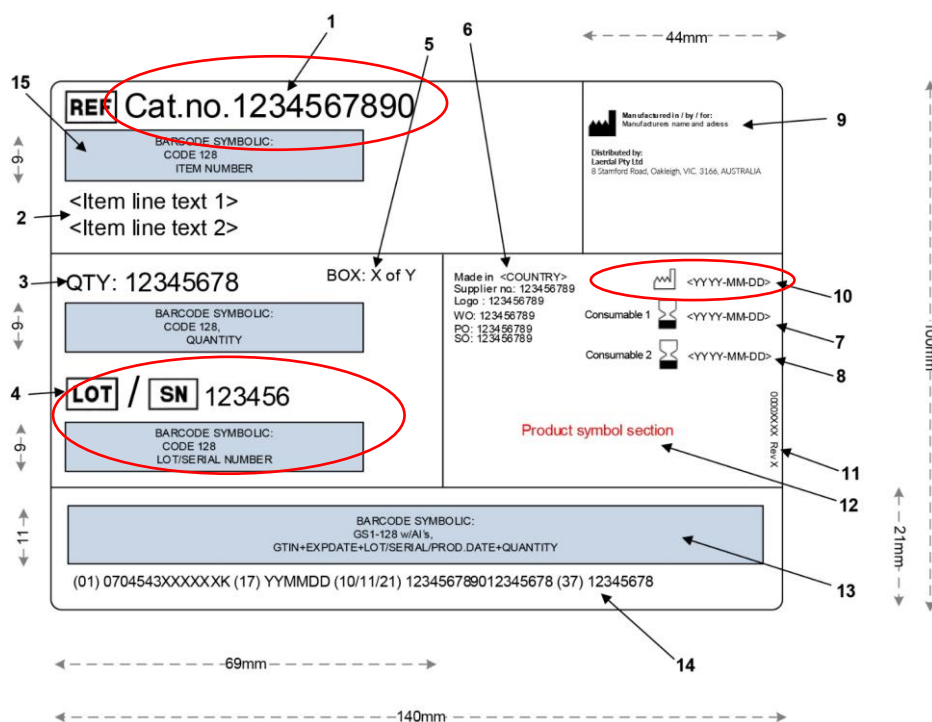 1
6
44mm
5
15
REF Cat.no.1234567890
Manufactured in / by / for:
Manufacturers name and adress
9
BARCODE SYMBOLIC:
CODE 128
ITEM NUMBER
9
Distributed by:
Laerdal Pty Ltd
8 Stamford Road, Oakleigh, VIC. 3166, AUSTRALIA
<Item line text 1>
2
<Item line text 2>
3
QTY: 12345678
BOX: X of Y
Made in <COUNTRY>
Supplier no.: 123456789
Logo : 123456789
WO: 123456789
PO: 123456789
SO: 123456789
<YYYY-MM-DD>
10
Consumable 1 <YYYY-MM-DD>
7
Consumable 2 <YYYY-MM-DD>
8
BARCODE SYMBOLIC:
CODE 128,
QUANTITY
9
4
LOT / SN 123456
BARCODE SYMBOLIC:
CODE 128
LOT/SERIAL NUMBER
9
Product symbol section
Rev X
11
12
BARCODE SYMBOLIC:
GS1-128 w/AI's,
GTIN+EXPDATE+LOT/SERIAL/PROD.DATE+QUANTITY
11
21mm
13
(01) 0704543XXXXXXK (17) YYMMDD (10/11/21) 123456789012345678 (37) 12345678
14
69mm
140mm